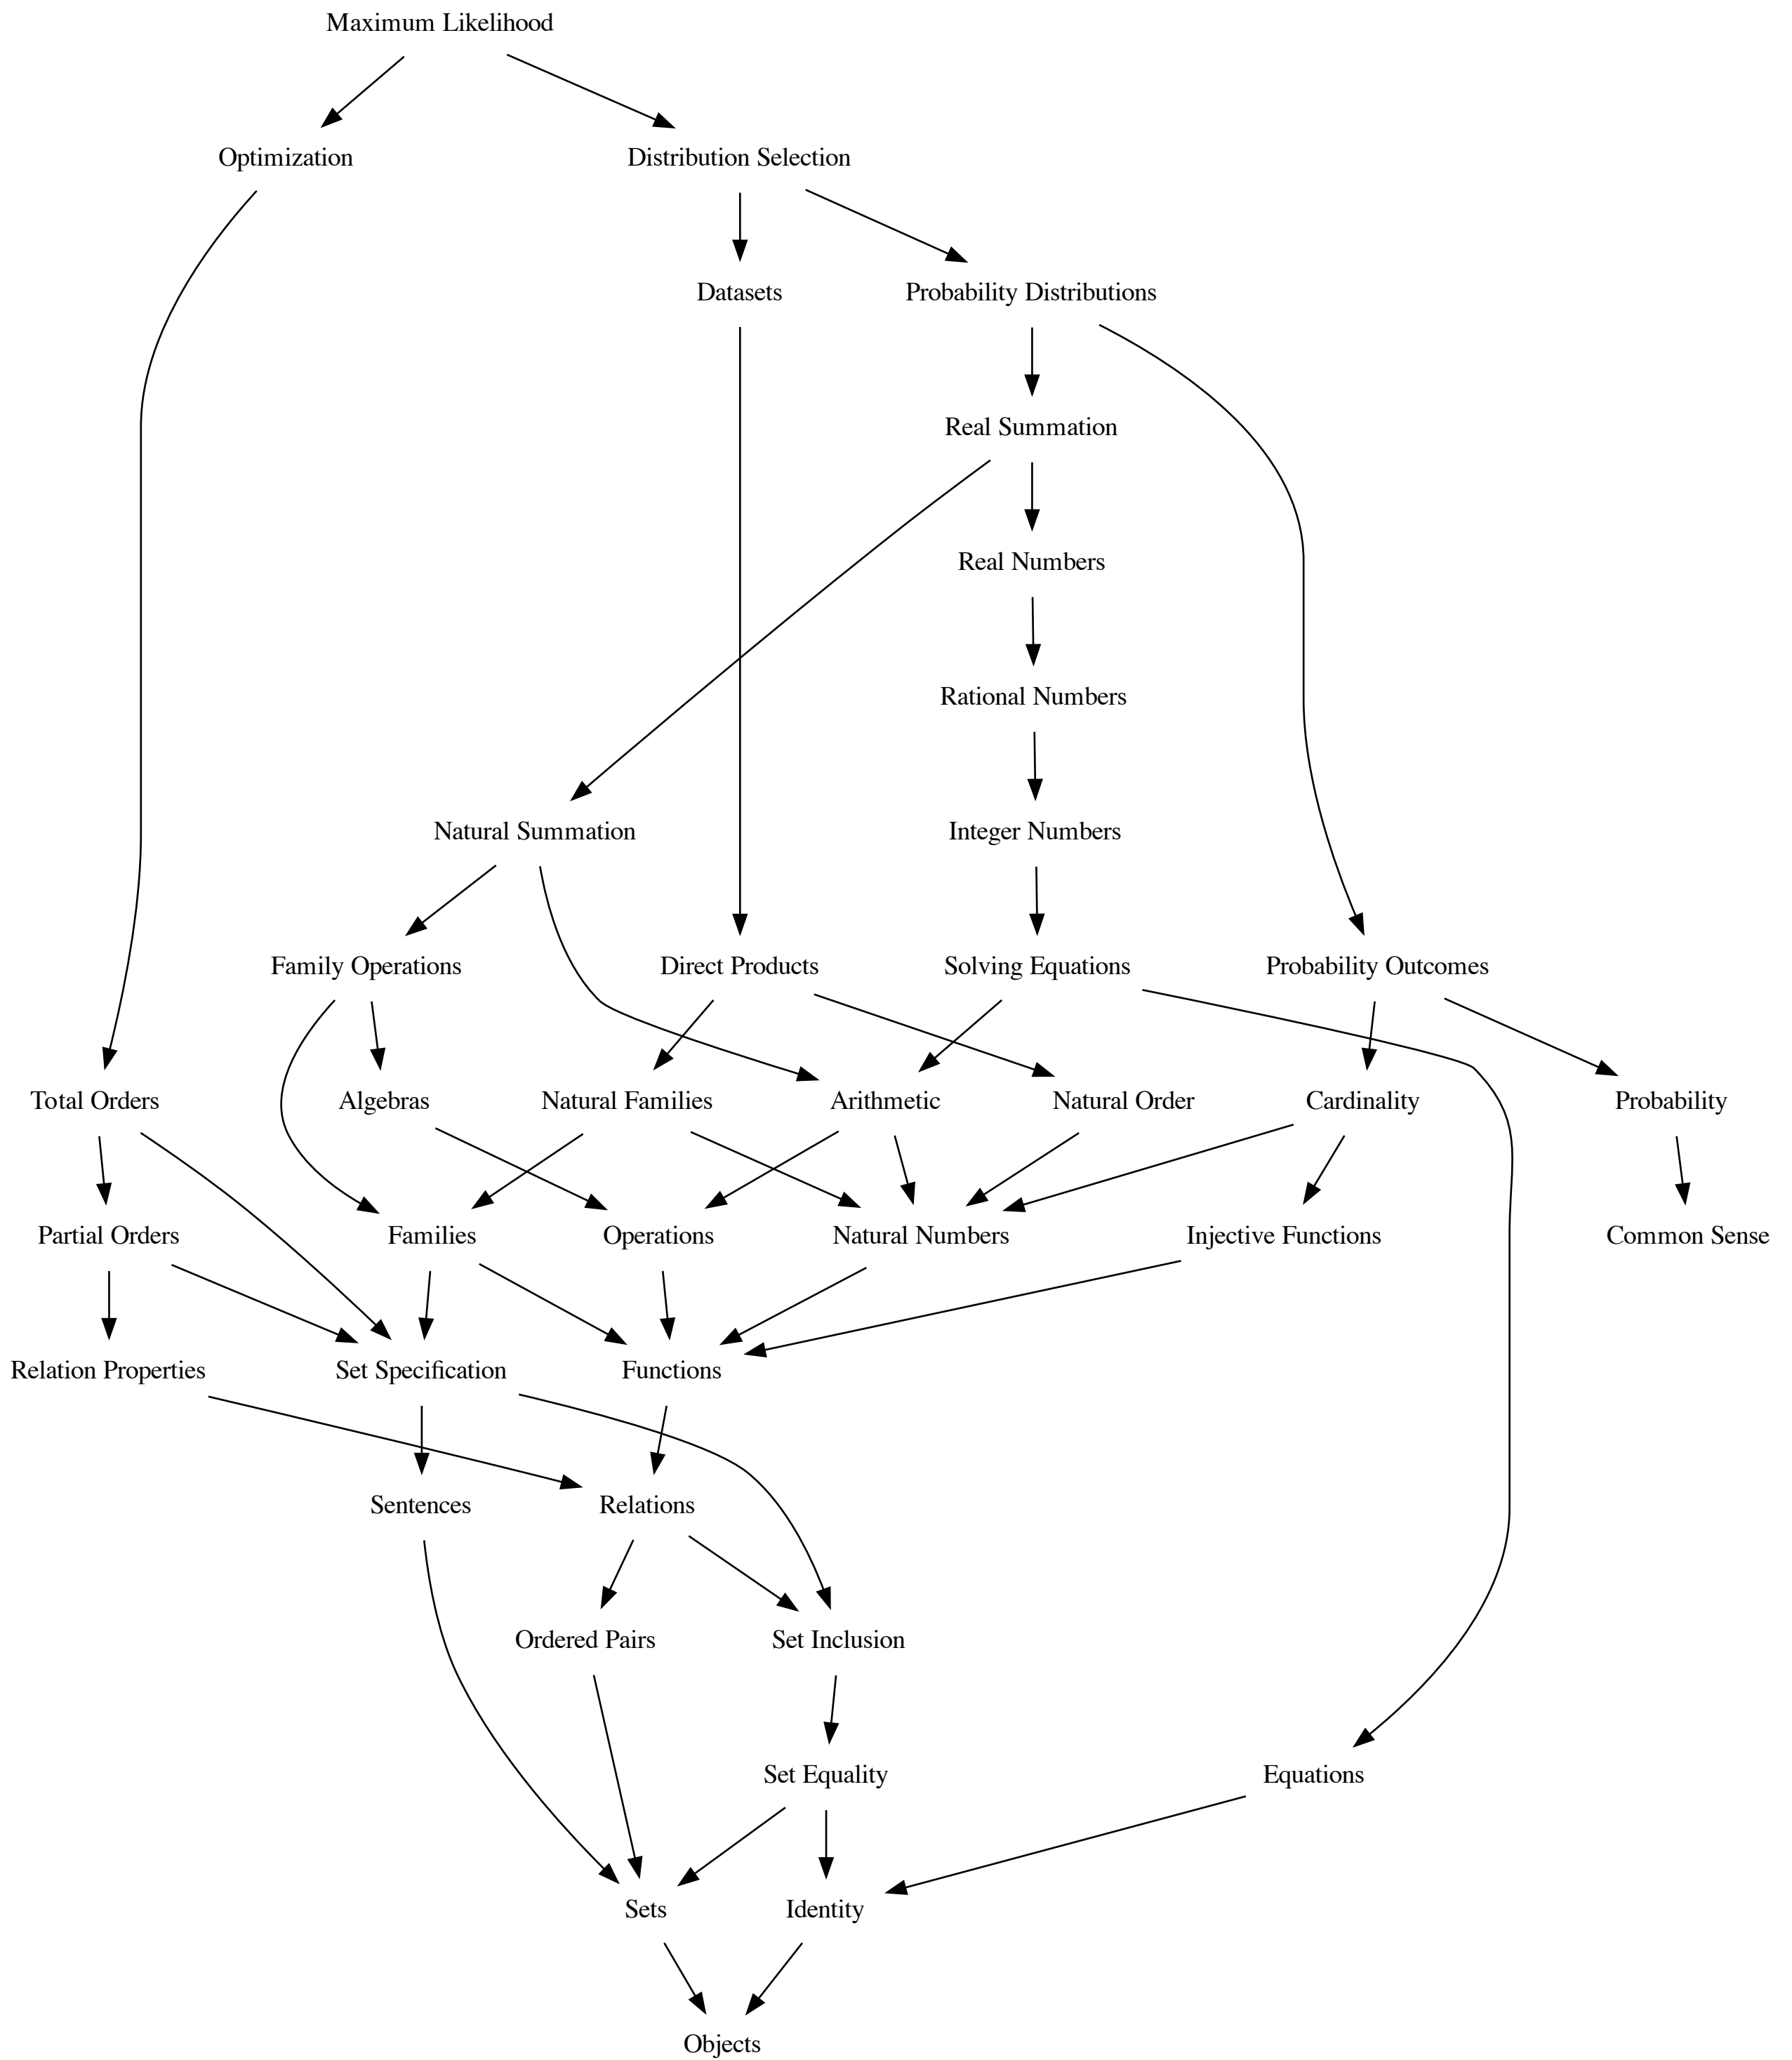 Maximum Likelihood
Optimization
Distribution Selection
Datasets
Probability Distributions
Real Summation
Real Numbers
Rational Numbers
Natural Summation
Integer Numbers
Family Operations
Direct Products
Solving Equations
Probability Outcomes
Total Orders
Algebras
Natural Families
Arithmetic
Natural Order
Cardinality
Probability
Partial Orders
Families
Operations
Natural Numbers
Injective Functions
Common Sense
Relation Properties
Set Specification
Functions
Sentences
Relations
Ordered Pairs
Set Inclusion
Set Equality
Equations
Sets
Identity
Objects